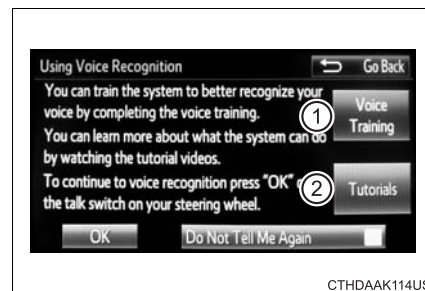 Using Voice Recognition
Go Back
You can train the system to better recognize your
voice by completing the voice training.
You can learn more about what the system can do
by watching the tutorial videos.
To continue to voice recognition press "OK"
the talk switch on your steering wheel.
1
Voice
Training
2
Tutorials
OK
Do Not Tell Me Again
CTHDAAK114US